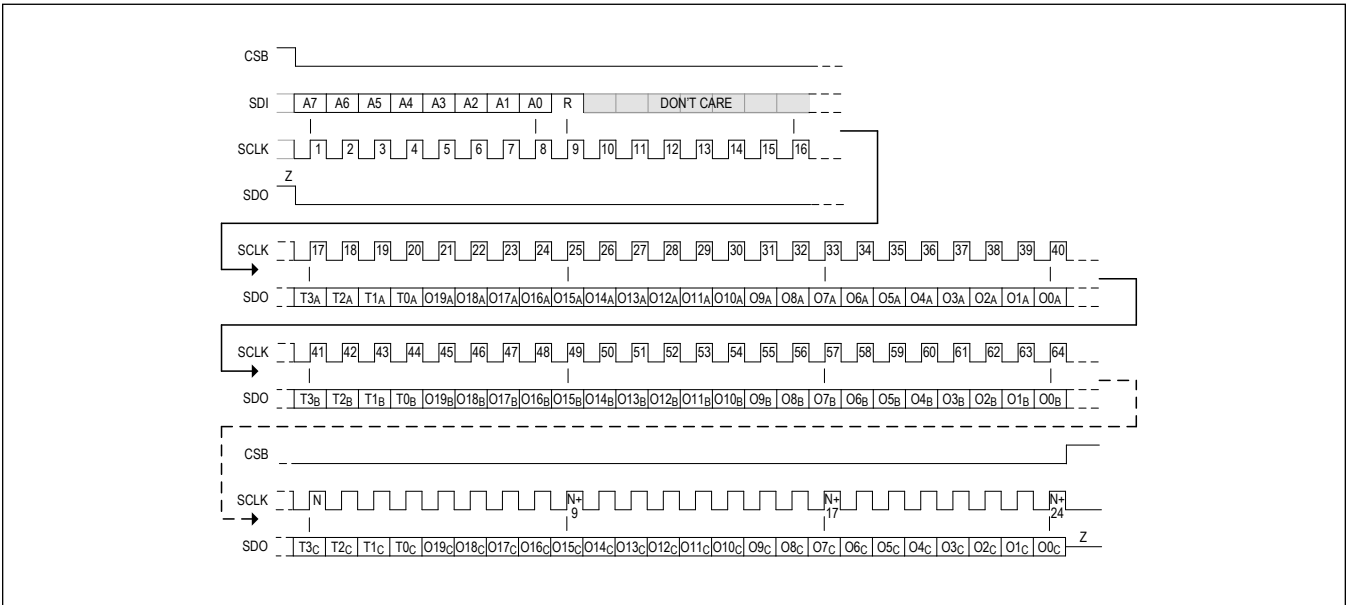 CSB
SDI A7 A6 A5 A4 A3 A2 A1 A0 R DON'T CARE
SCLK 1 2 3 4 5 6 7 8 9 10 11 12 13 14 15 16
Z
SDO
SCLK 17 18 19 20 21 22 23 24 25 26 27 28 29 30 31 32 33 34 35 36 37 38 39 40
SDO T3A T2A T1A T0A O19A O18A O17A O16A O15A O14A O13A O12A O11A O10A O9A O8A O7A O6A O5A O4A O3A O2A O1A O0A
SCLK 41 42 43 44 45 46 47 48 49 50 51 52 53 54 55 56 57 58 59 60 61 62 63 64
SDO T3B T2B T1B T0B O19B O18B O17B O16B O15B O14B O13B O12B O11B O10B O9B O8B O7B O6B O5B O4B O3B O2B O1B O0B
CSB
SCLK N N+ N+ N+
9 17 24
SDO T3C T2C T1C T0C O19C O18C O17C O16C O15C O14C O13C O12C O11C O10C O9C O8C O7C O6C O5C O4C O3C O2C O1C O0C Z